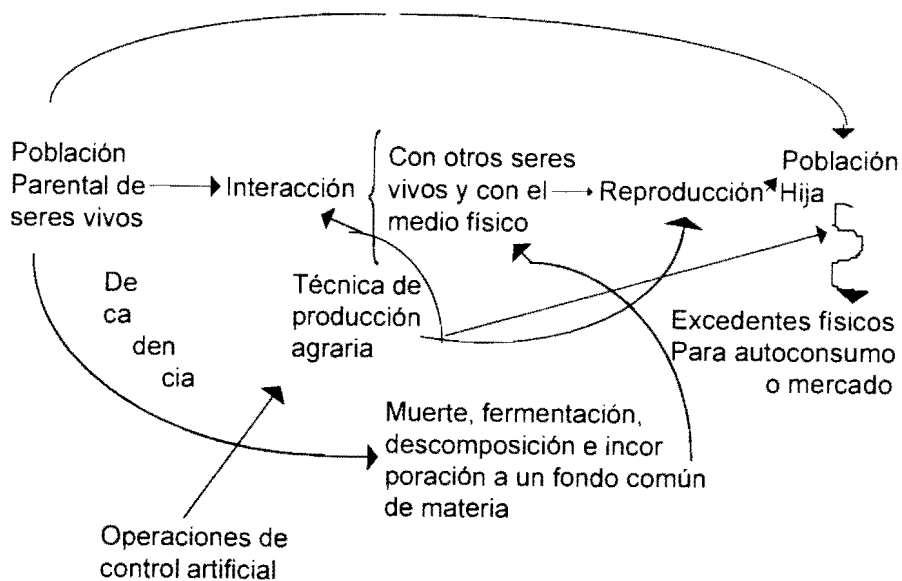 Población
Parental de
seres vivos
Interacción
Con otros seres
vivos y con el
medio físico
Reproducción
Población
Hija
De
ca
den
cia
Técnica de
producción
agraria
Excedentes fisicos
Para autoconsumo
o mercado
Muerte, fermentación,
descomposición e incor
poración a un fondo común
de materia
Operaciones de
control artificial